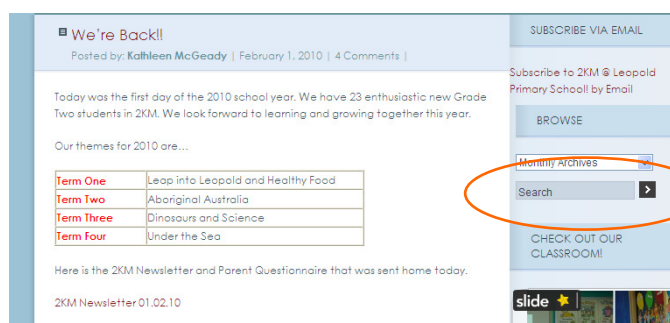 We're Back!!
Posted by: Kathleen McGeady | February 1, 2010 | 4 Comments |
Today was the first day of the 2010 school year. We have 23 enthusiastic new Grade
Two students in 2KM. We look forward to learning and growing together this year.
Our themes for 2010 are...
Term One Leap into Leopold and Healthy Food
Term Two Aboriginal Australia
Term Three Dinosaurs and Science
Term Four Under the Sea
Here is the 2KM Newsletter and Parent Questionnaire that was sent home today.
2KM Newsletter 01.02.10
SUBSCRIBE VIA EMAIL
Subscribe to 2KM @ Leopold
Primary School! by Email
BROWSE
Monthly Archives
Search
CHECK OUT OUR
CLASSROOM!
slide